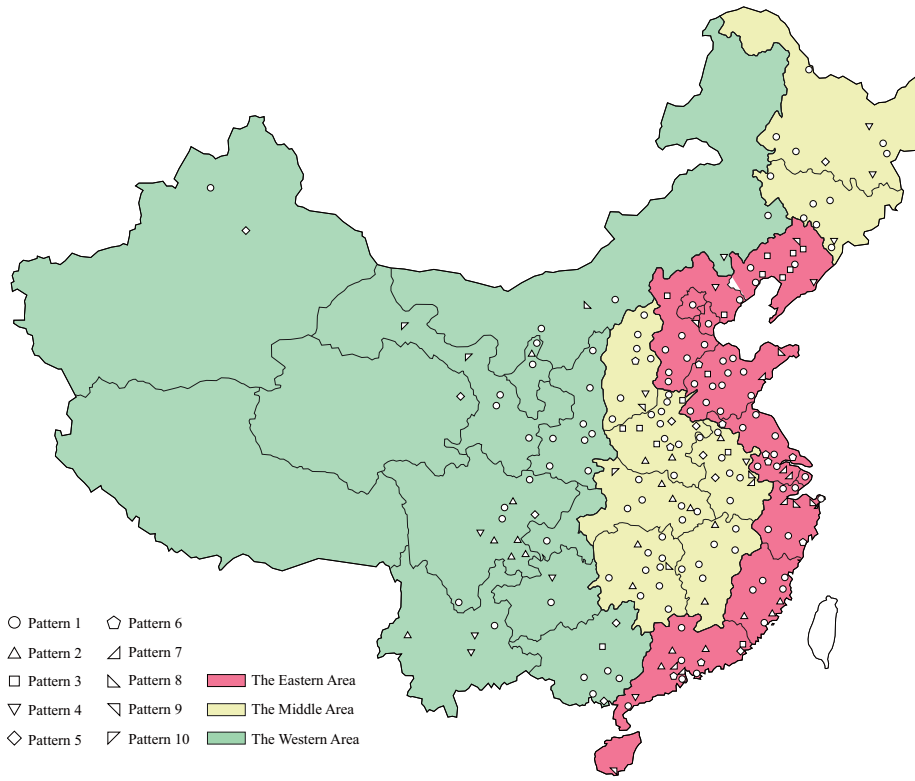 Pattern 1
Pattern 6
Pattern 2
Pattern 7
Pattern 3
Pattern 8
The Eastern Area
Pattern 4
Pattern 9
The Middle Area
Pattern 5
Pattern 10
The Western Area